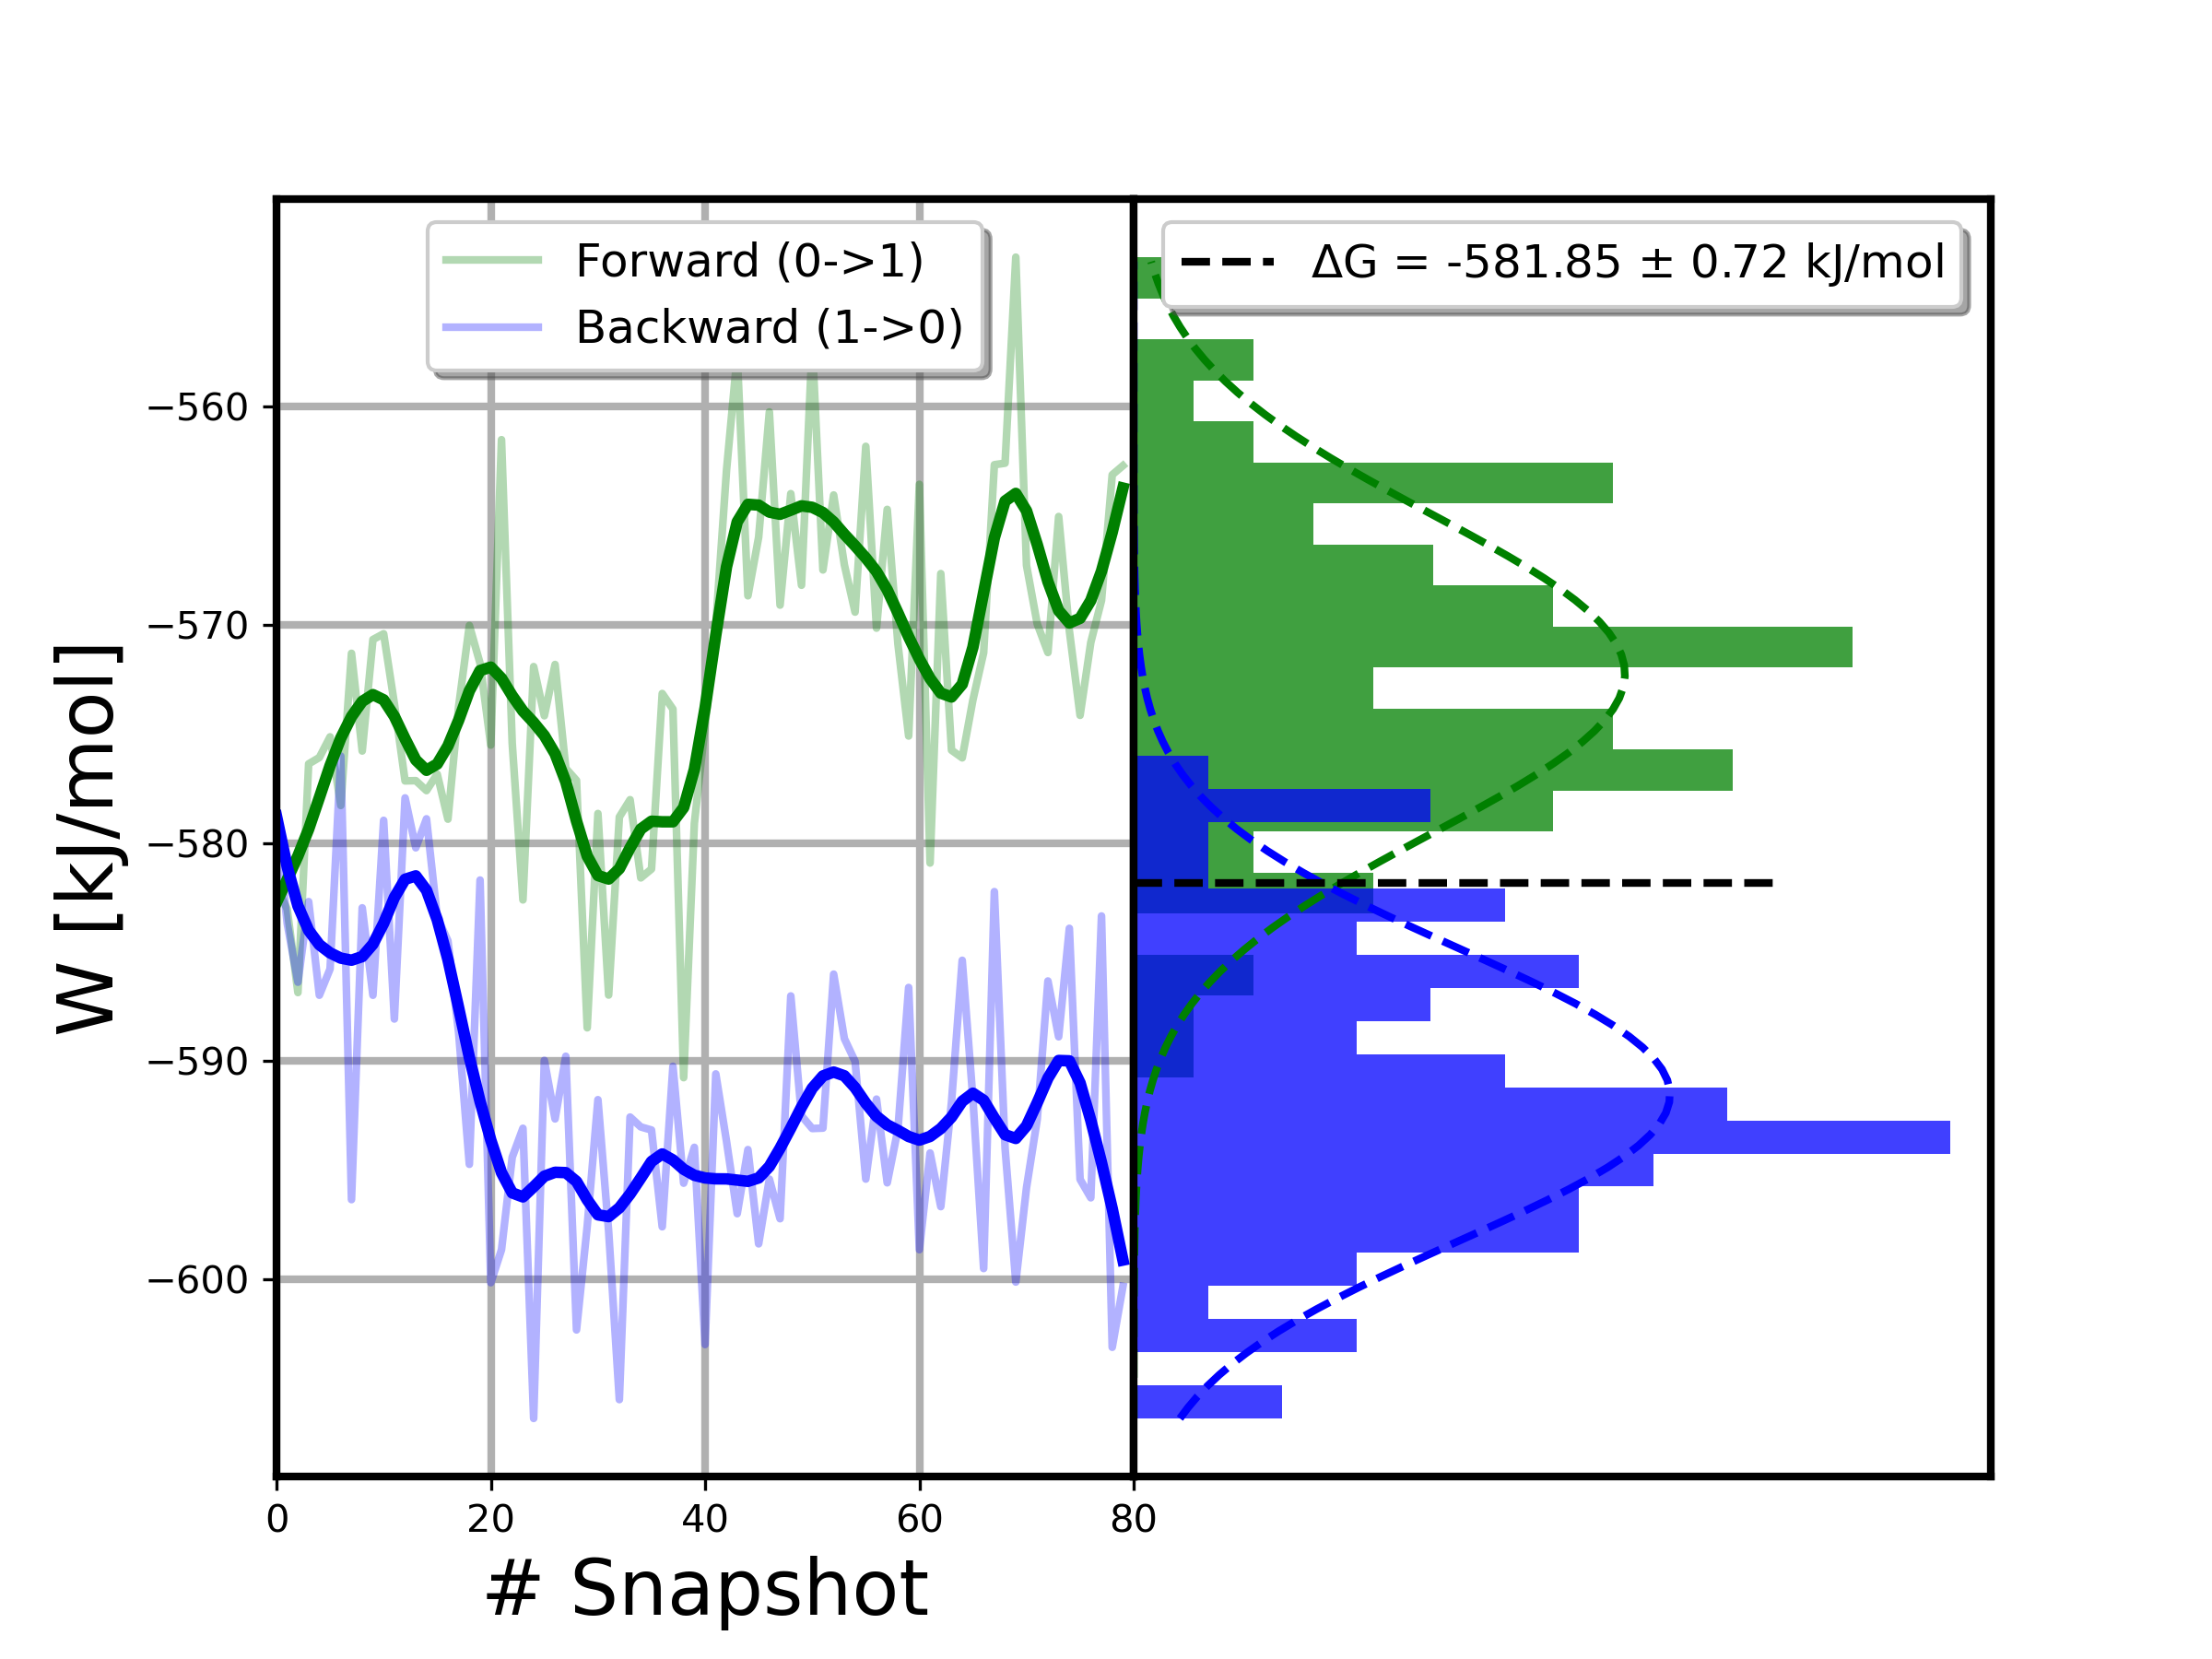 Forward (0->1)
Backward (1->0)
ΔG = -581.85 ± 0.72 kJ/mol
W [kJ/mol]
−560
−570
−580
−590
−600
0 20 40 60 80
# Snapshot